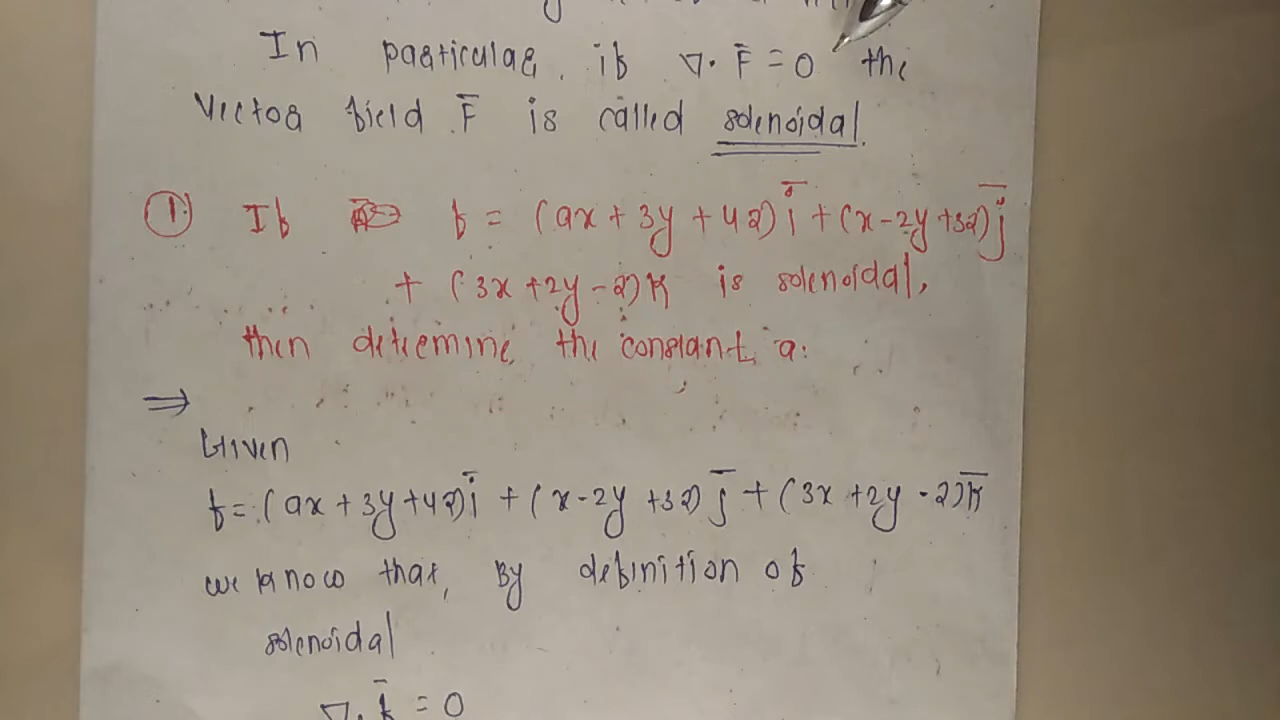 In particular, if ∇· F̄ = 0 the
vector field F̄ is called solenoidal.
① If f = (ax + 3y + 4z) i̅ + (x - 2y + 3z) j̅
+ (3x + 2y - z) k is solenoidal,
then determine the constant a.
⇒
Given
f = (ax + 3y + 4z) i̅ + (x - 2y + 3z) j̅ + (3x + 2y - z) k̅
we know that, By definition of
solenoidal
∇. f̅ = 0